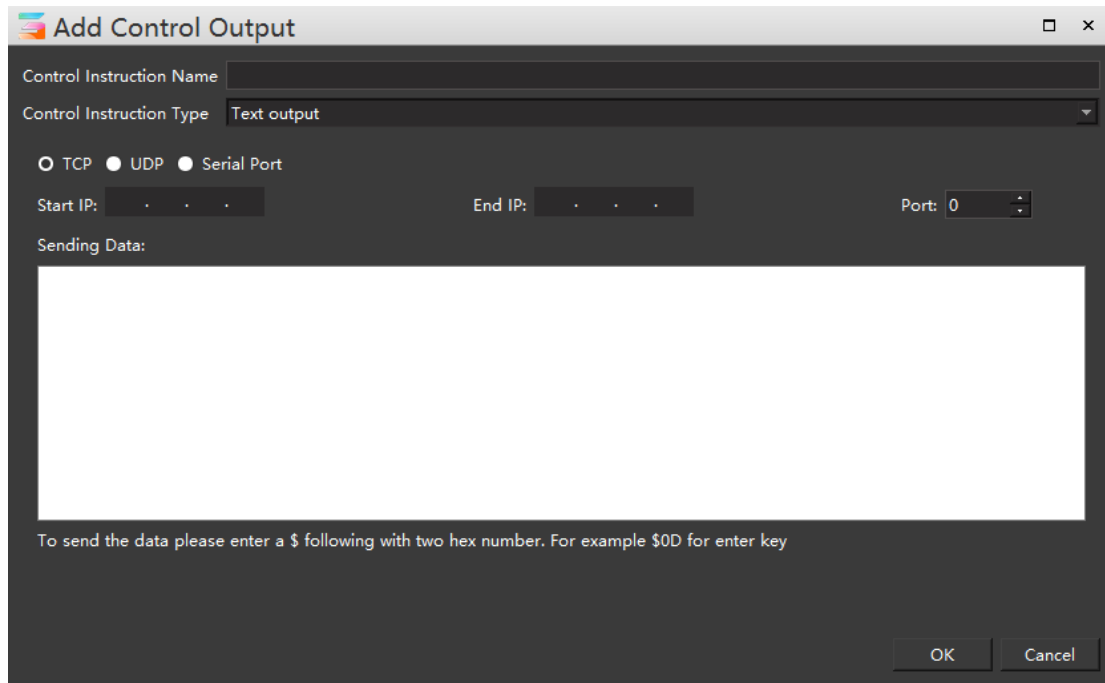 Add Control Output
Control Instruction Name
Control Instruction Type Text output
TCP UDP Serial Port
Start IP: . . . End IP: . . . Port: 0
Sending Data:
To send the data please enter a $ following with two hex number. For example $0D for enter key
OK Cancel